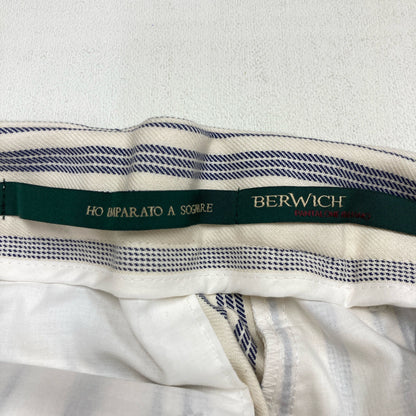 HO IMPARATO A SOGNARE
BERWICH